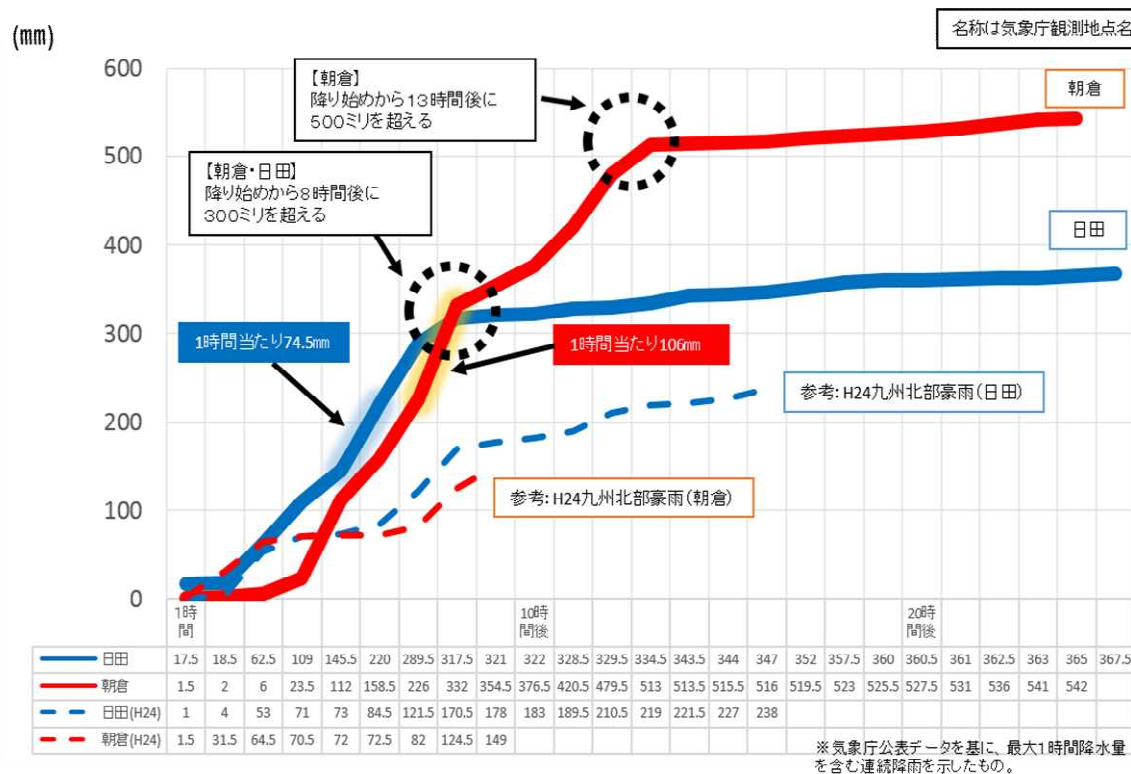 (mm)
名称は気象庁観測地点名
600
500
400
300
200
100
0
【朝倉】
降り始めから13時間後に
500ミリを超える
【朝倉・日田】
降り始めから8時間後に
300ミリを超える
朝倉
日田
1時間当たり74.5mm
1時間当たり106mm
参考:H24九州北部豪雨(日田)
参考:H24九州北部豪雨(朝倉)
1時
間
10時
間後
20時
間後
日田 17.5 18.5 62.5 109 145.5 220 289.5 317.5 321 322 328.5 329.5 334.5 343.5 344 347 352 357.5 360 360.5 361 362.5 363 365 367.5
朝倉 1.5 2 6 23.5 112 158.5 226 332 354.5 376.5 420.5 479.5 513 513.5 515.5 516 519.5 523 525.5 527.5 531 536 541 542
日田(H24) 1 4 53 71 73 84.5 121.5 170.5 178 183 189.5 210.5 219 221.5 227 238
朝倉(H24) 1.5 31.5 64.5 70.5 72 72.5 82 124.5 149
※気象庁公表データを基に、最大1時間降水量
を含む連続降雨を示したもの。